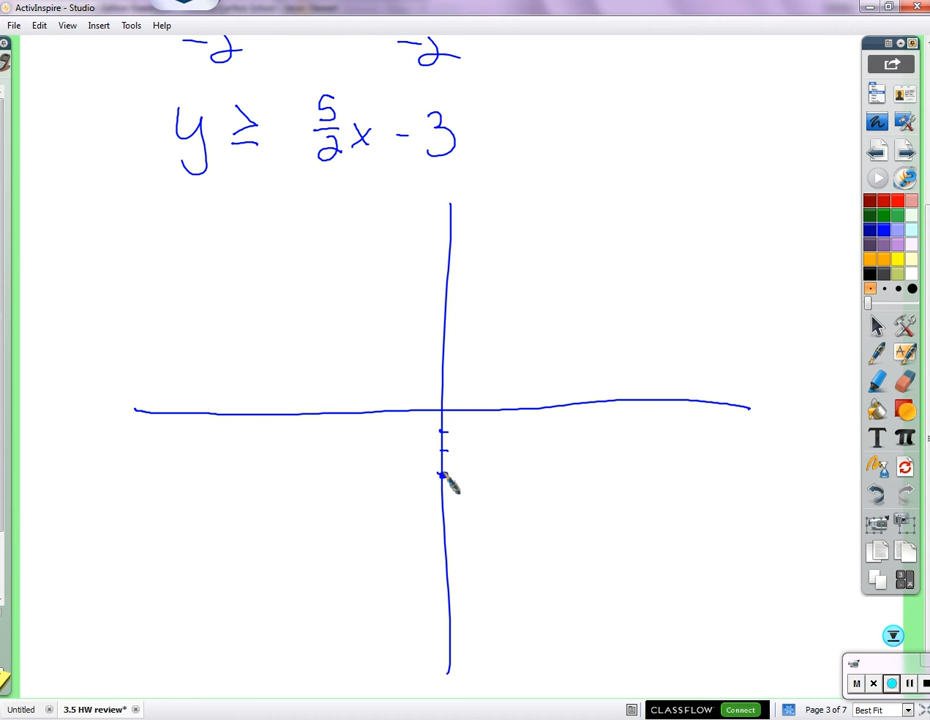 ActivInspire - Studio
File Edit View Insert Tools Help
-2 -2
y ≥ 5/2 x - 3
Untitled 3.5 HW review*
CLASSFLOW Connect
Page 3 of 7 Best Fit
M